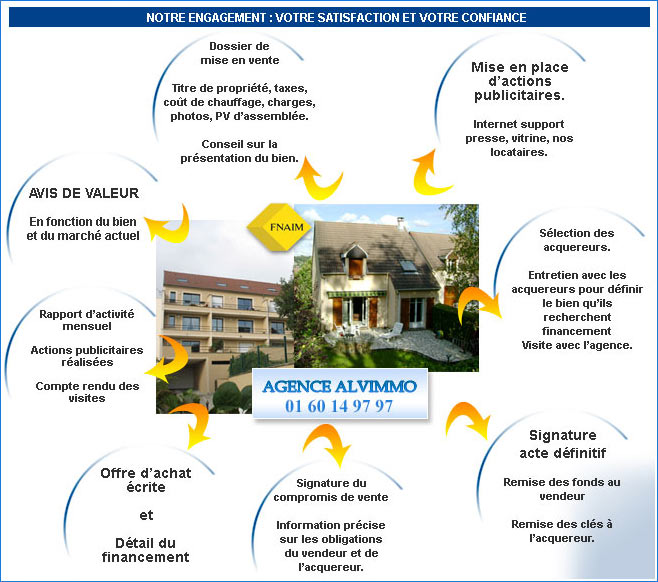 NOTRE ENGAGEMENT : VOTRE SATISFACTION ET VOTRE CONFIANCE
Dossier de
mise en vente
Titre de propriété, taxes,
coût de chauffage, charges,
photos, PV d'assemblée.
Conseil sur la
présentation du bien.
Mise en place
d'actions
publicitaires.
Internet support
presse, vitrine, nos
locataires.
AVIS DE VALEUR
En fonction du bien
et du marché actuel
FNAIM
Sélection des
acquereurs.
Entretien avec les
acquereurs pour définir
le bien qu'ils
recherchent
financement
Visite avec l'agence.
Rapport d'activité
mensuel
Actions publicitaires
réalisées
Compte rendu des
visites
AGENCE ALVIMMO
01 60 14 97 97
Offre d'achat
écrite
et
Détail du
financement
Signature du
compromis de vente
Information précise
sur les obligations
du vendeur et de
l'acquereur.
Signature
acte définitif
Remise des fonds au
vendeur
Remise des clés à
l'acquereur.